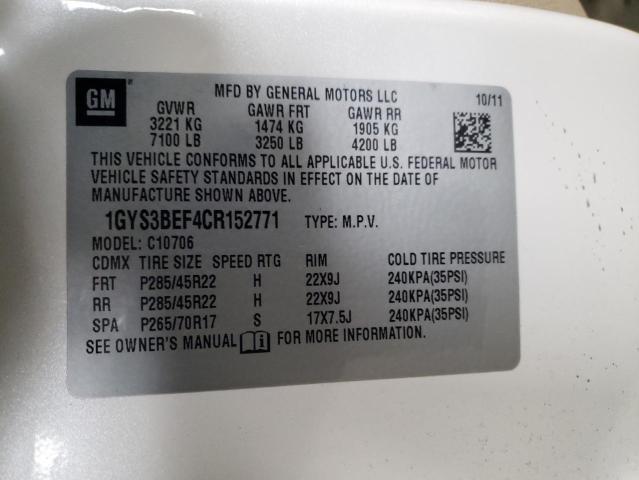 GM
MFD BY GENERAL MOTORS LLC
10/11
GVWR GAWR FRT GAWR RR
3221 KG 1474 KG 1905 KG
7100 LB 3250 LB 4200 LB
THIS VEHICLE CONFORMS TO ALL APPLICABLE U.S. FEDERAL MOTOR
VEHICLE SAFETY STANDARDS IN EFFECT ON THE DATE OF
MANUFACTURE SHOWN ABOVE.
1GYS3BEF4CR152771 TYPE: M.P.V.
MODEL: C10706
CDMX TIRE SIZE SPEED RTG RIM COLD TIRE PRESSURE
FRT P285/45R22 H 22X9J 240KPA(35PSI)
RR P285/45R22 H 22X9J 240KPA(35PSI)
SPA P265/70R17 S 17X7.5J 240KPA(35PSI)
SEE OWNER'S MANUAL FOR MORE INFORMATION.